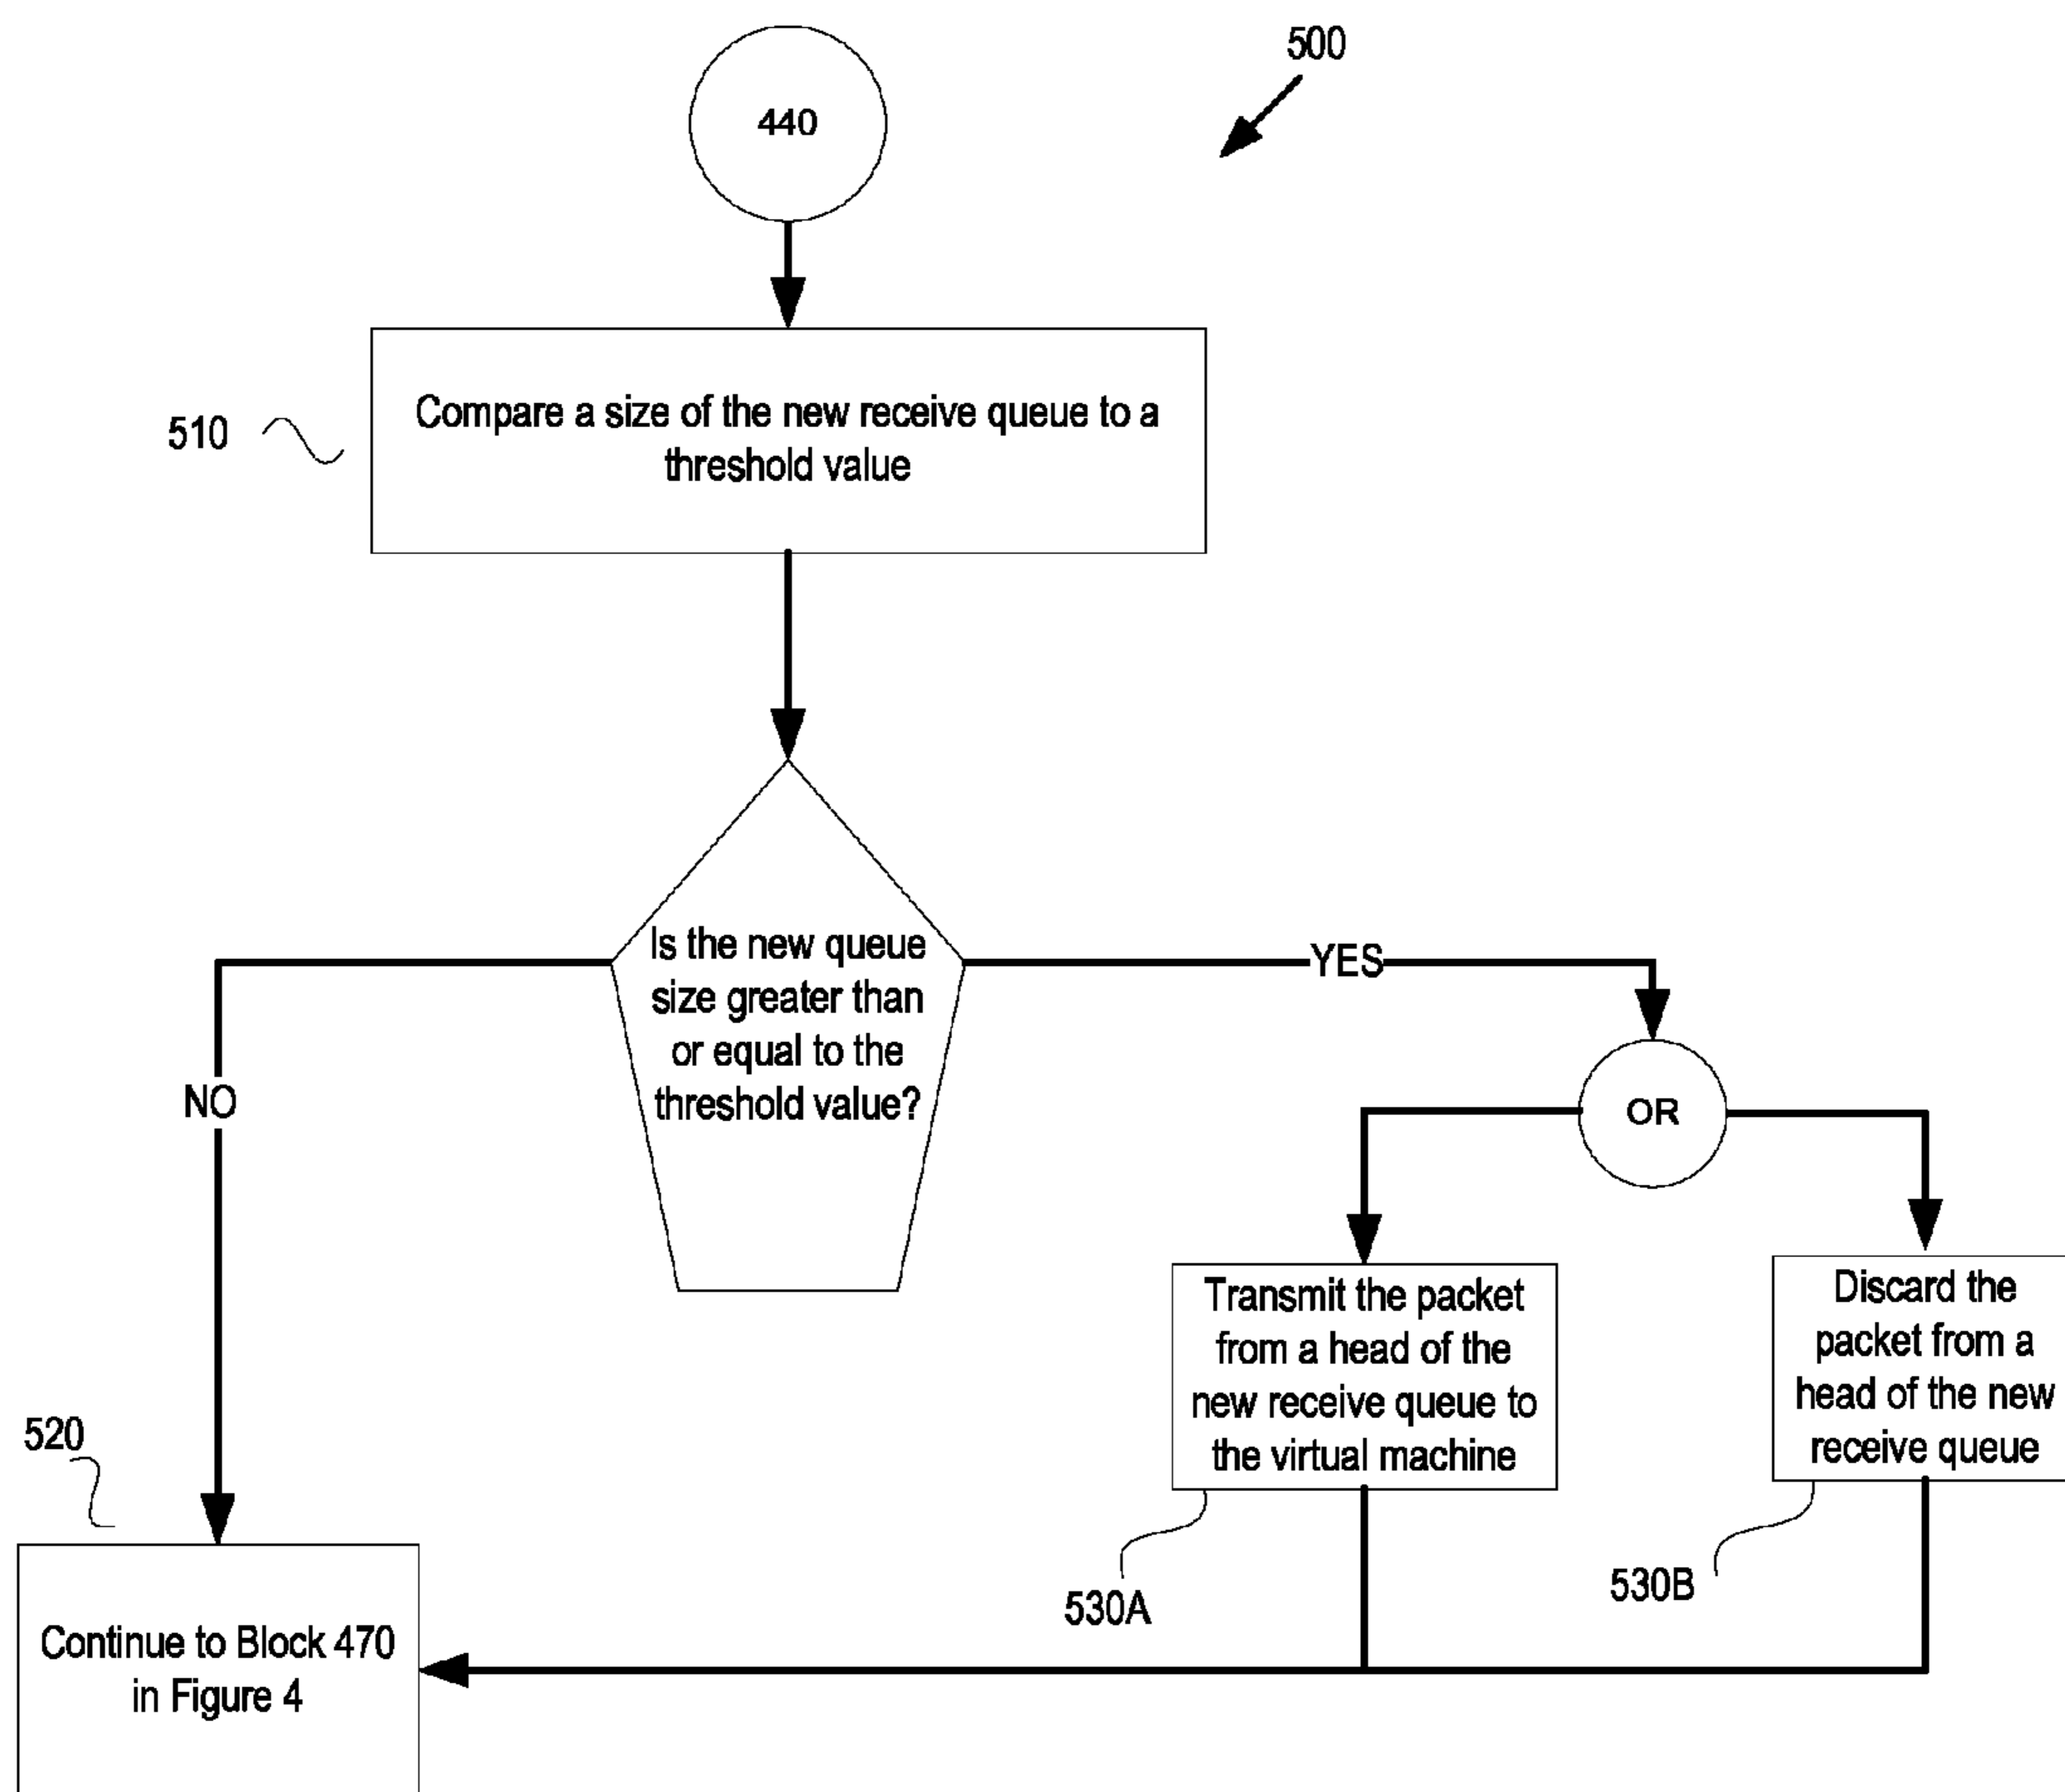 500
440
510
Compare a size of the new receive queue to a
threshold value
Is the new queue
size greater than
or equal to the
threshold value?
YES
NO
OR
Transmit the packet
from a head of the
new receive queue to
the virtual machine
Discard the
packet from a
head of the new
receive queue
520
530A
530B
Continue to Block 470
in Figure 4